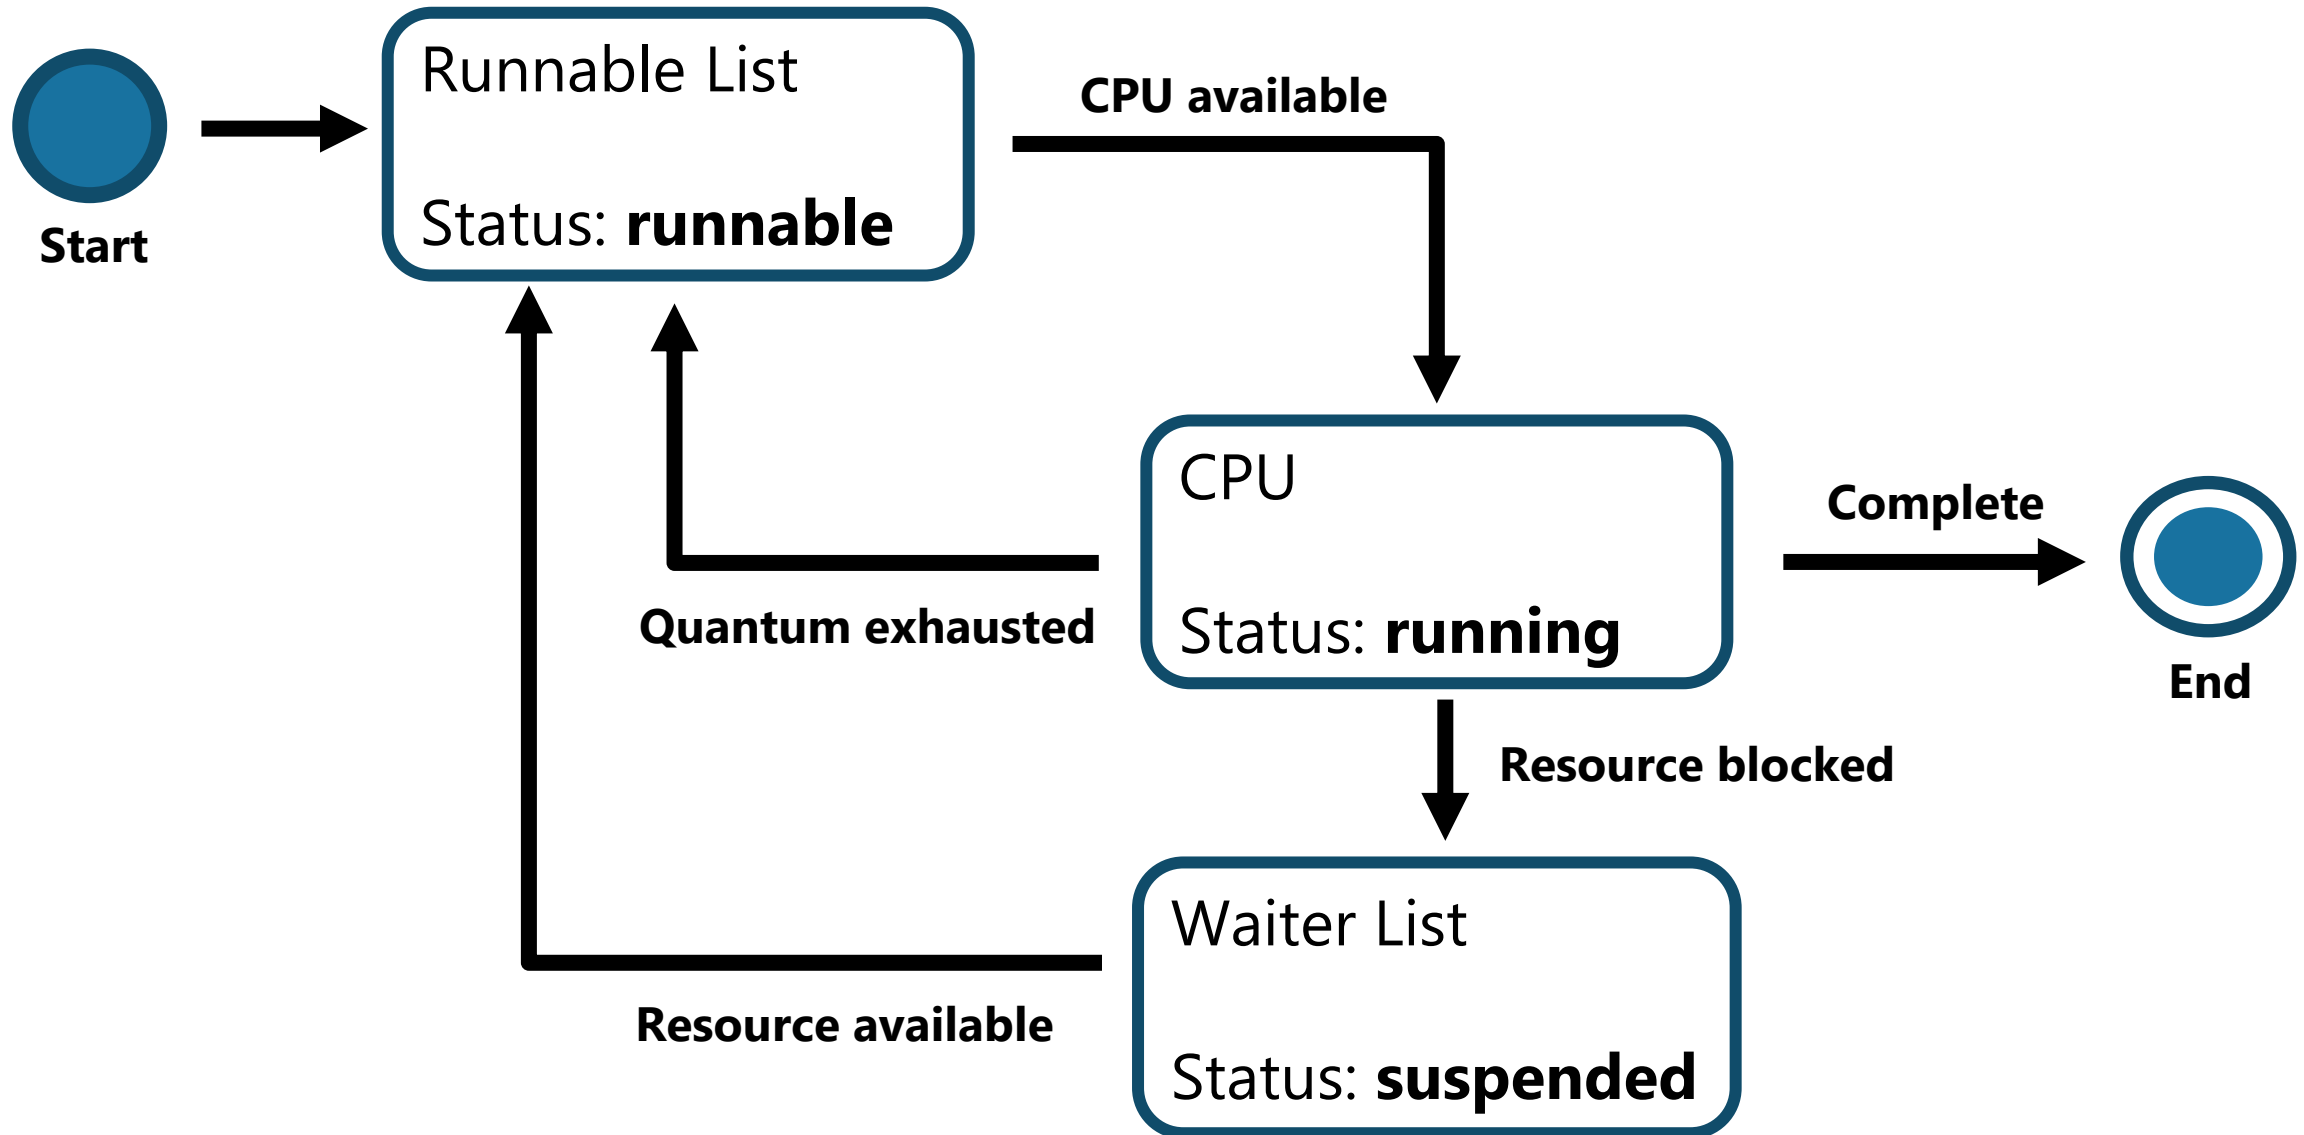 Runnable List
Status: runnable
Start
CPU available
CPU
Status: running
Complete
End
Quantum exhausted
Resource blocked
Waiter List
Status: suspended
Resource available